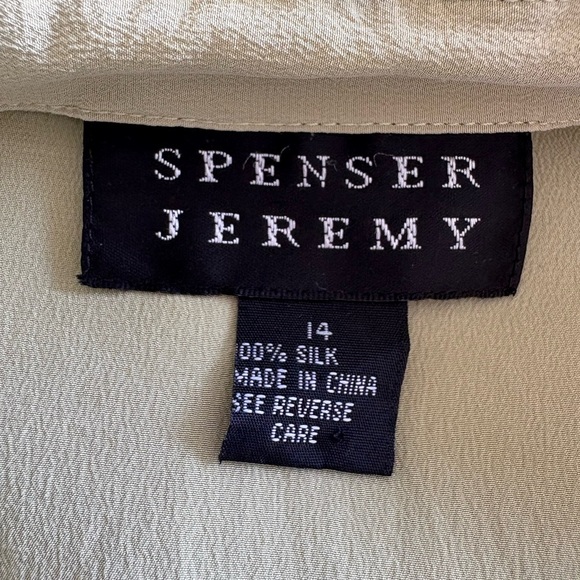 SPENSER
JEREMY
14
00% SILK
MADE IN CHINA
SEE REVERSE
CARE